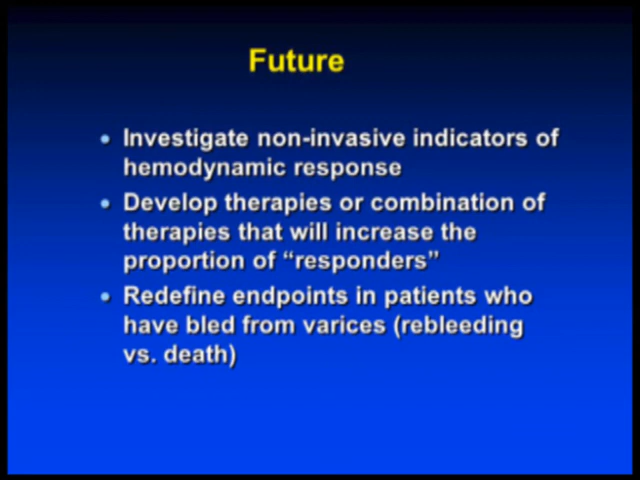 Future
• Investigate non-invasive indicators of
hemodynamic response
• Develop therapies or combination of
therapies that will increase the
proportion of “responders”
• Redefine endpoints in patients who
have bled from varices (rebleeding
vs. death)